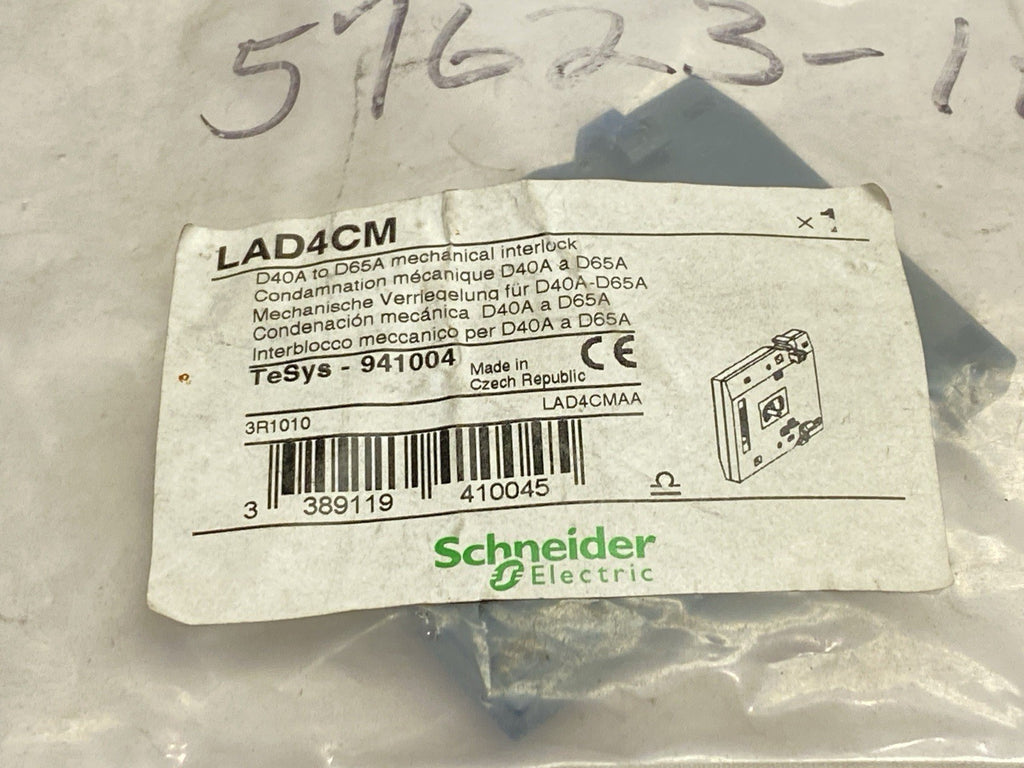 57623-1
LAD4CM x 1
D40A to D65A mechanical interlock
Condamnation mécanique D40A à D65A
Mechanische Verriegelung für D40A-D65A
Condenación mecánica D40A a D65A
Interblocco meccanico per D40A a D65A
TeSys - 941004
Made in
Czech Republic
CE
LAD4CMAA
3R1010
3 389119 410045
Schneider
Electric